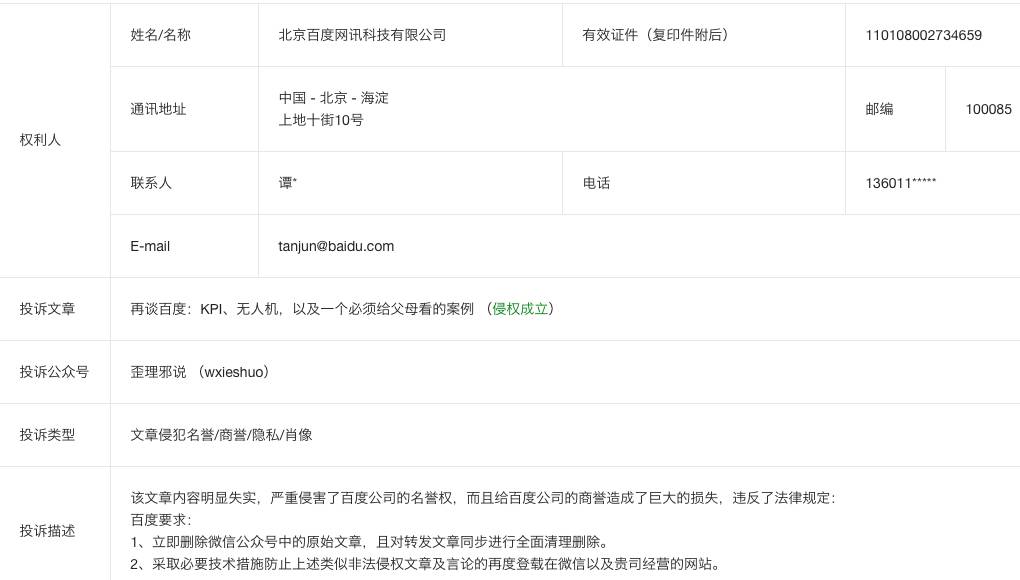 姓名/名称
北京百度网讯科技有限公司
有效证件（复印件附后）
110108002734659
通讯地址
中国 - 北京 - 海淀
上地十街10号
邮编
100085
权利人
联系人
谭*
电话
136011*****
E-mail
tanjun@baidu.com
投诉文章
再谈百度：KPI、无人机，以及一个必须给父母看的案例 （侵权成立）
投诉公众号
歪理邪说 （wxieshuo）
投诉类型
文章侵犯名誉/商誉/隐私/肖像
投诉描述
该文章内容明显失实，严重侵害了百度公司的名誉权，而且给百度公司的商誉造成了巨大的损失，违反了法律规定：
百度要求：
1、立即删除微信公众号中的原始文章，且对转发文章同步进行全面清理删除。
2、采取必要技术措施防止上述类似非法侵权文章及言论的再度登载在微信以及贵司经营的网站。